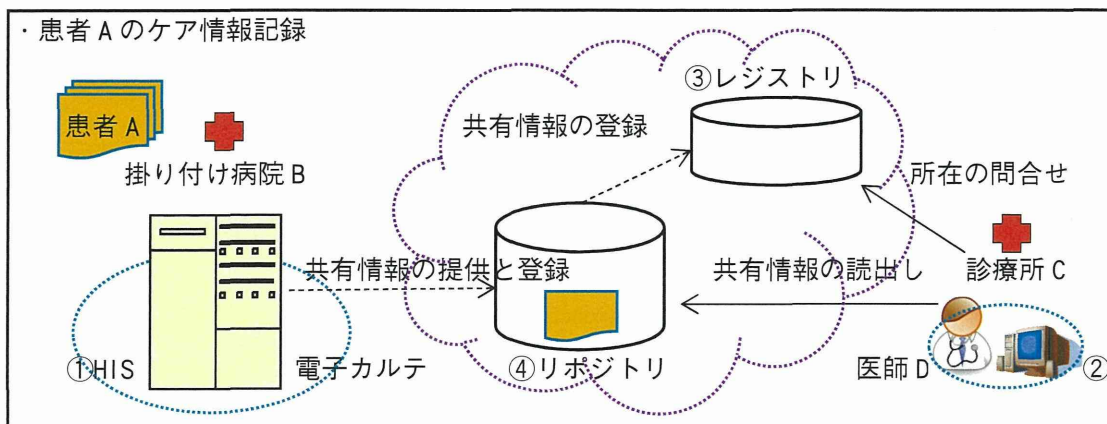 ・患者Aのケア情報記録
患者A
掛り付け病院B
③レジストリ
共有情報の登録
所在の問合せ
共有情報の提供と登録
共有情報の読出し
診療所C
①HIS
電子カルテ
④リポジトリ
医師D
②